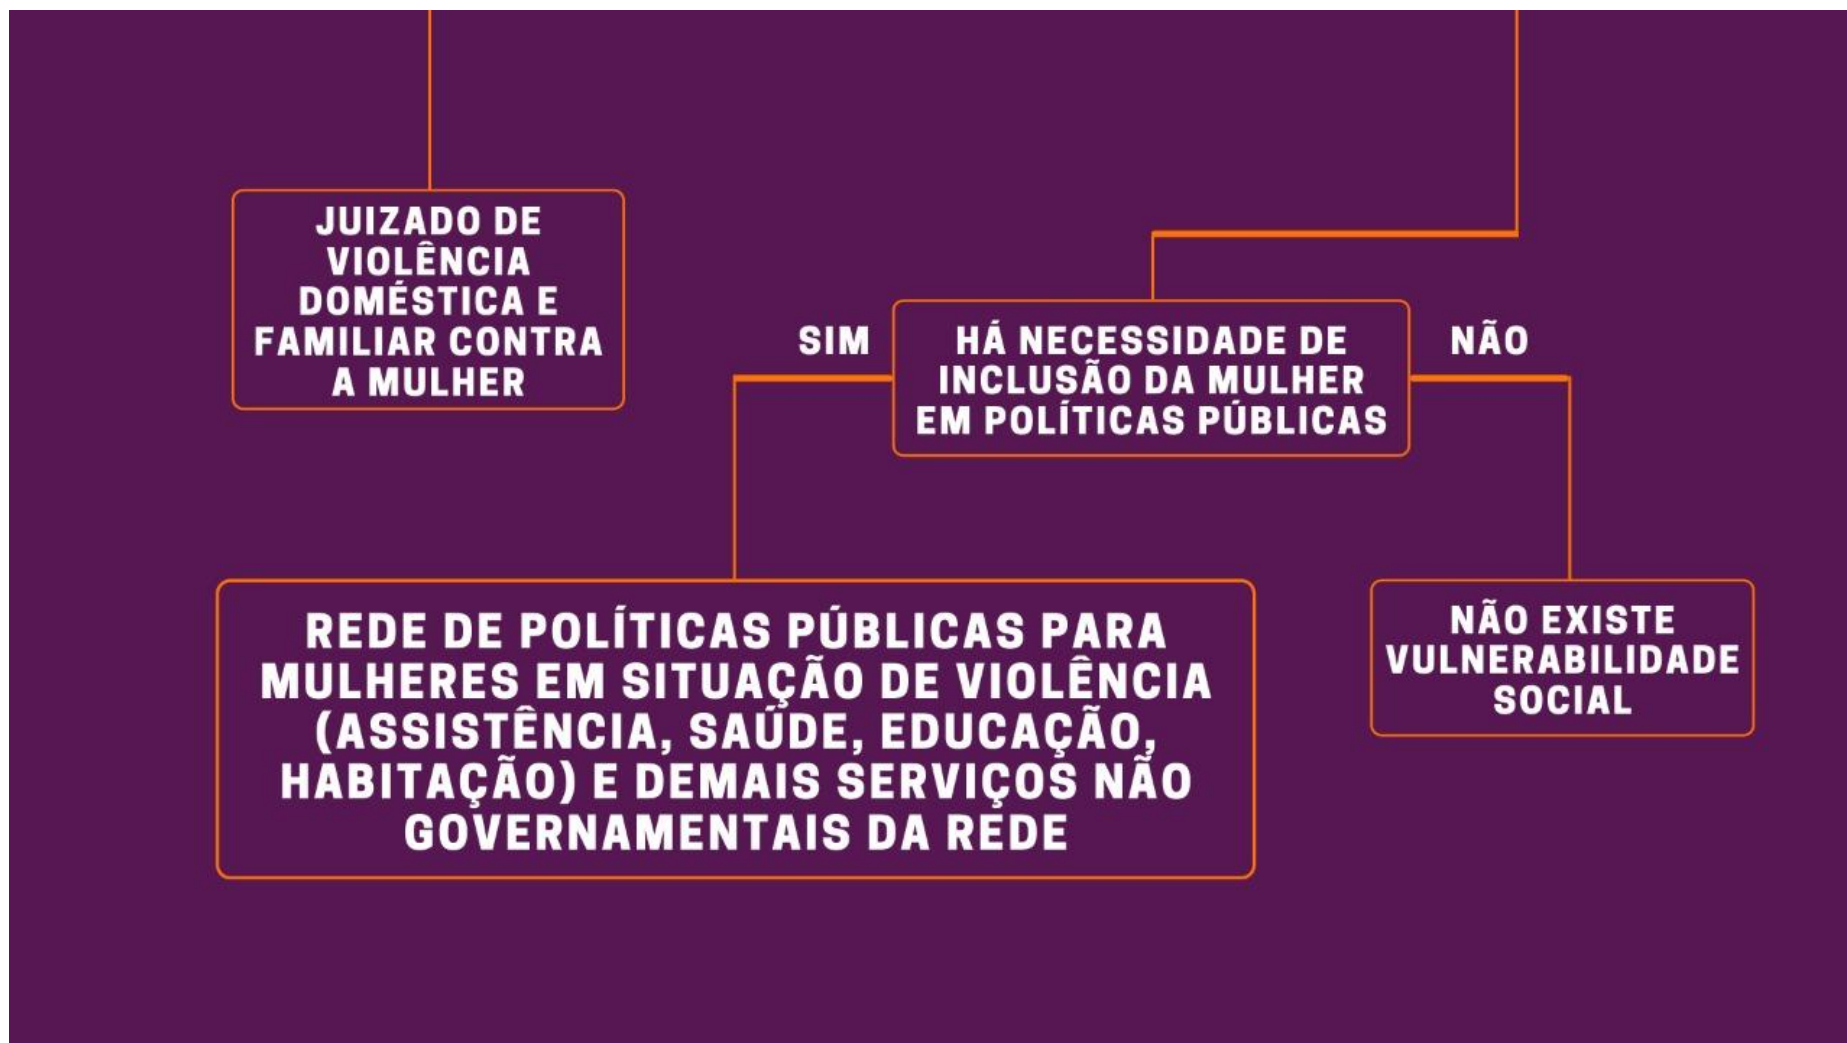 JUIZADO DE
VIOLÊNCIA
DOMÉSTICA E
FAMILIAR CONTRA
A MULHER
SIM
HÁ NECESSIDADE DE
INCLUSÃO DA MULHER
EM POLÍTICAS PÚBLICAS
NÃO
REDE DE POLÍTICAS PÚBLICAS PARA
MULHERES EM SITUAÇÃO DE VIOLÊNCIA
(ASSISTÊNCIA, SAÚDE, EDUCAÇÃO,
HABITAÇÃO) E DEMAIS SERVIÇOS NÃO
GOVERNAMENTAIS DA REDE
NÃO EXISTE
VULNERABILIDADE
SOCIAL